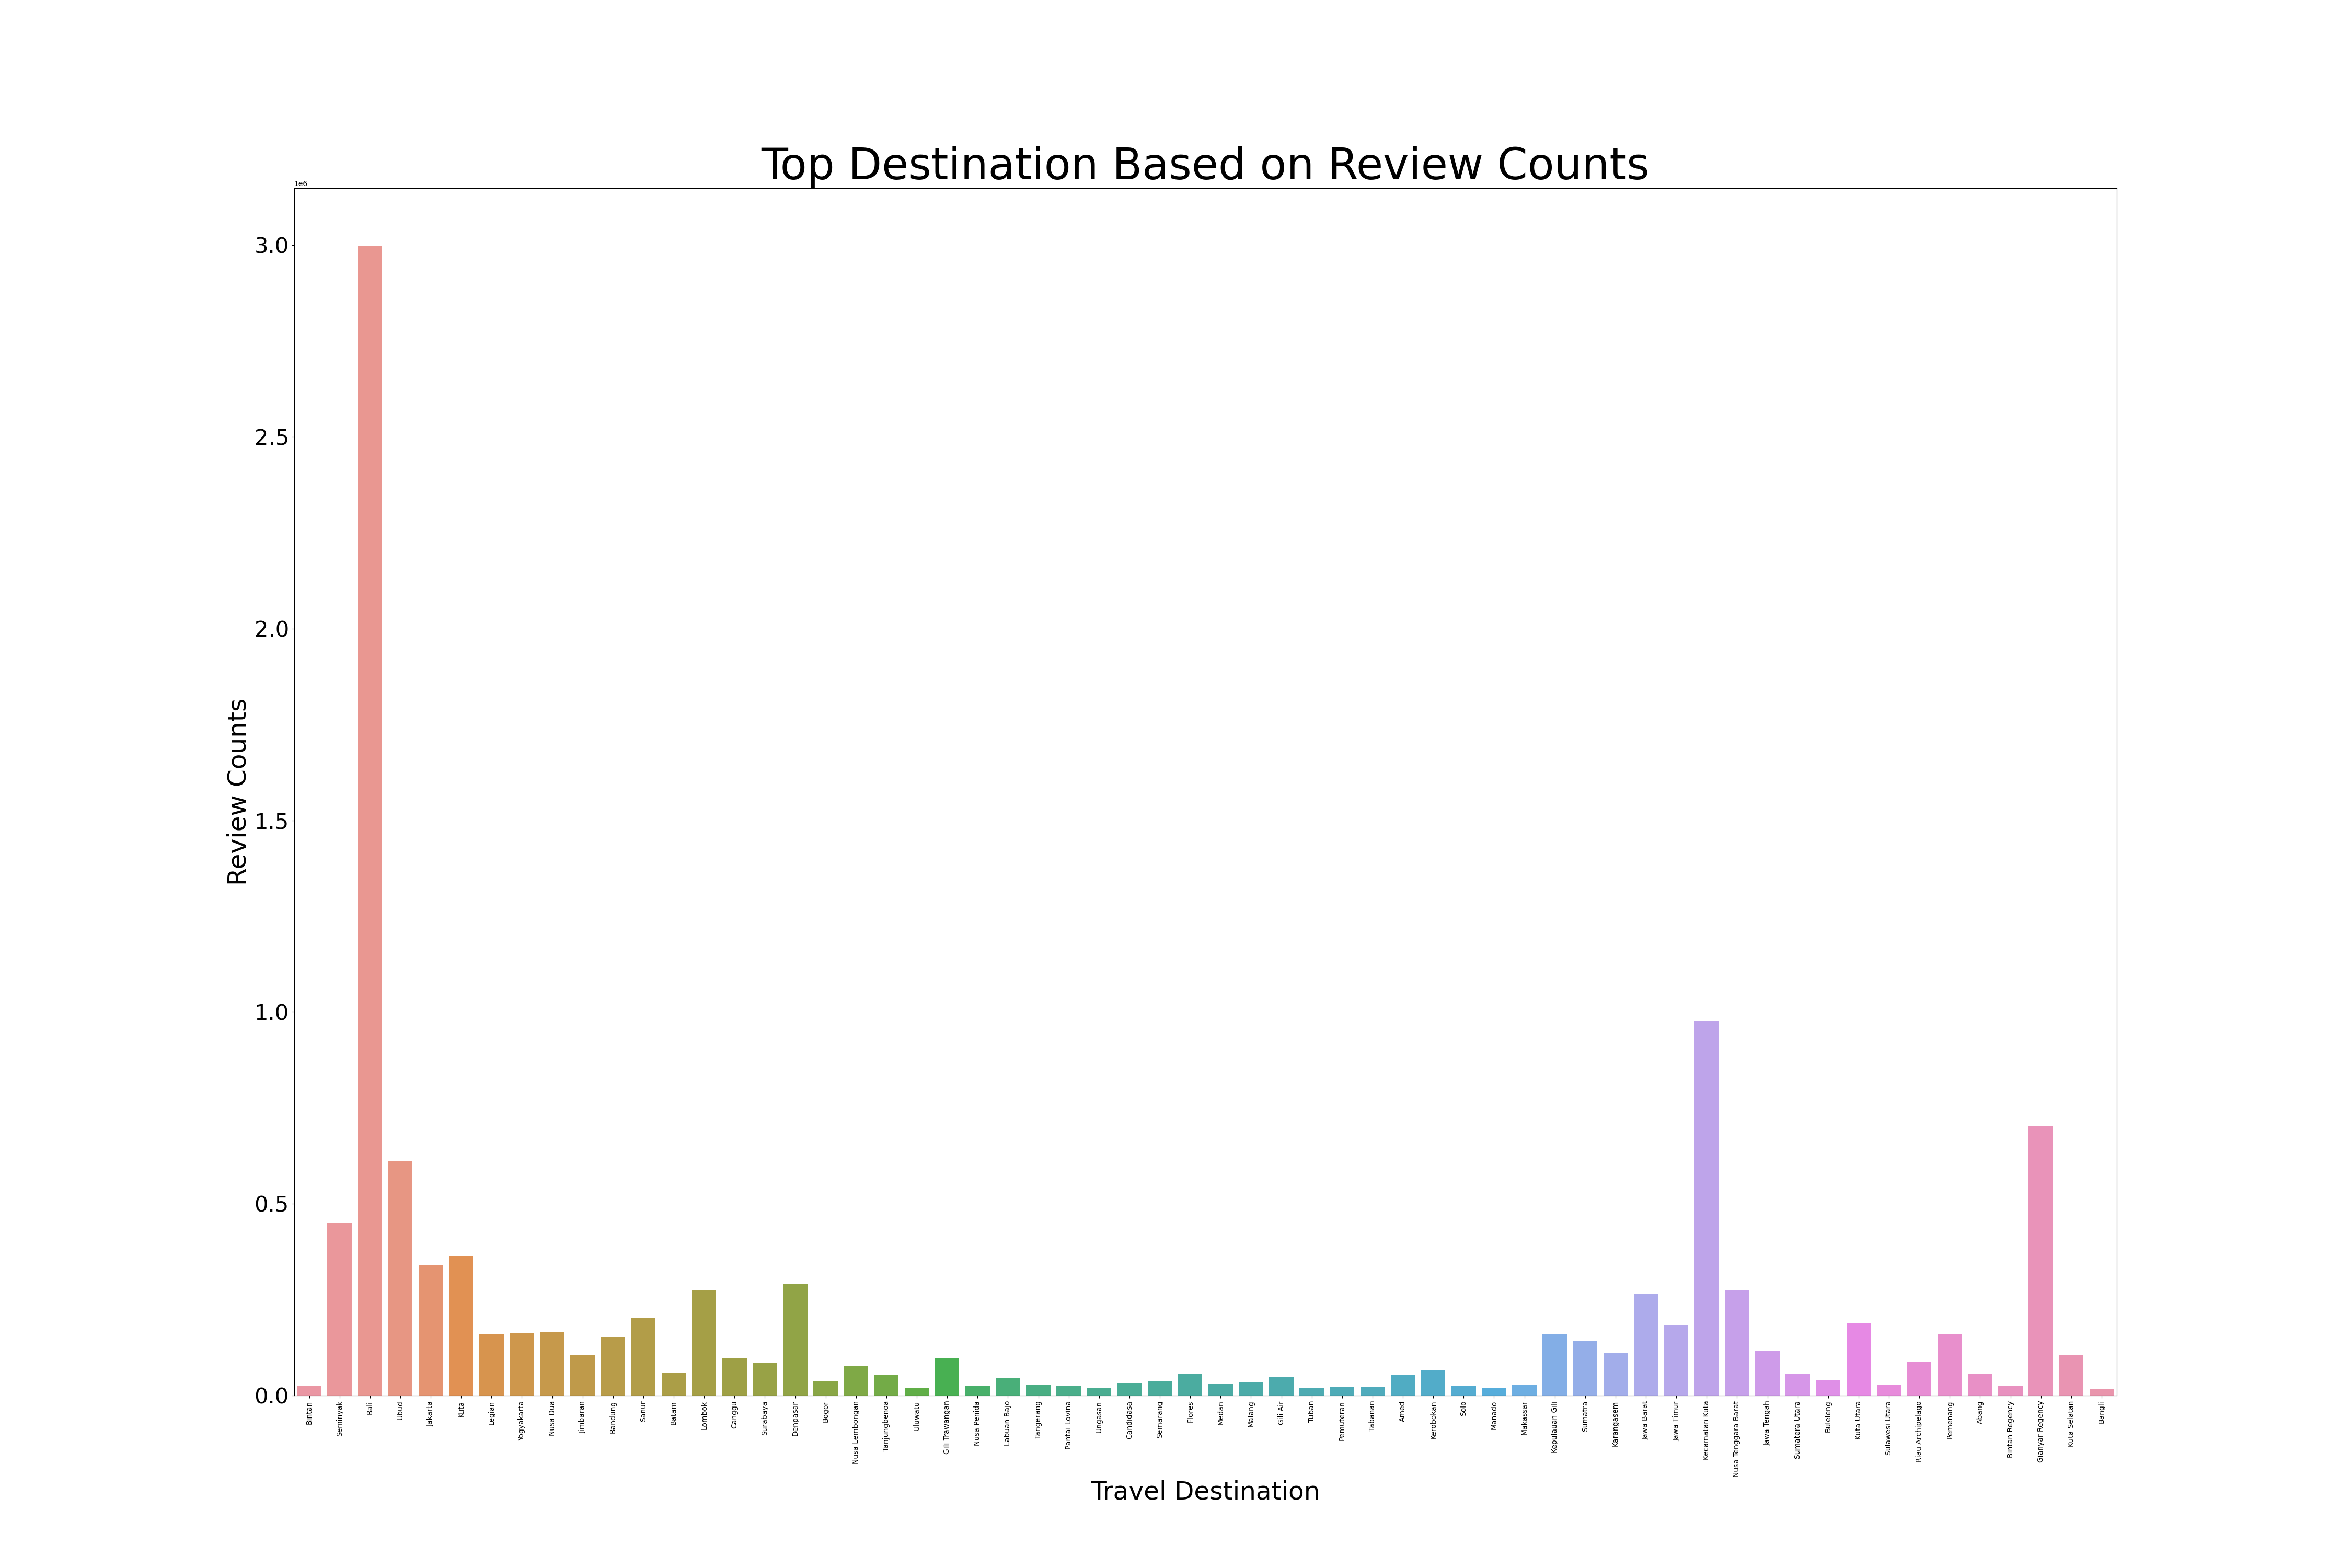 Top Destination Based on Review Counts
1e6
3.0
2.5
2.0
1.5
1.0
0.5
0.0
Review Counts
Bintan
Seminyak
Bali
Ubud
Jakarta
Kuta
Legian
Yogyakarta
Nusa Dua
Jimbaran
Bandung
Sanur
Batam
Lombok
Canggu
Surabaya
Denpasar
Bogor
Nusa Lembongan
Tanjungbenoa
Uluwatu
Gili Trawangan
Nusa Penida
Labuan Bajo
Tangerang
Pantai Lovina
Ungasan
Candidasa
Semarang
Flores
Medan
Malang
Gili Air
Tuban
Pemuteran
Tabanan
Amed
Kerobokan
Solo
Manado
Makassar
Kepulauan Gili
Sumatra
Karangasem
Jawa Barat
Jawa Timur
Kecamatan Kuta
Nusa Tenggara Barat
Jawa Tengah
Sumatera Utara
Buleleng
Kuta Utara
Sulawesi Utara
Riau Archipelago
Pemenang
Abang
Bintan Regency
Gianyar Regency
Kuta Selatan
Bangli
Travel Destination